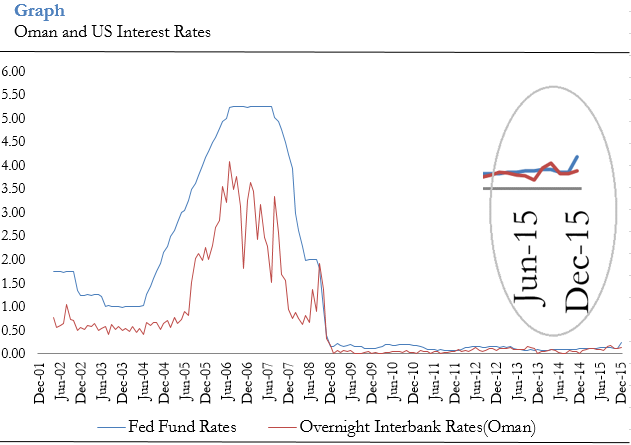 Graph
Oman and US Interest Rates
6.00
5.50
5.00
4.50
4.00
3.50
3.00
2.50
2.00
1.50
1.00
0.50
0.00
Jun-15
Dec-15
Dec-01
Jun-02
Dec-02
Jun-03
Dec-03
Jun-04
Dec-04
Jun-05
Dec-05
Jun-06
Dec-06
Jun-07
Dec-07
Jun-08
Dec-08
Jun-09
Dec-09
Jun-10
Dec-10
Jun-11
Dec-11
Jun-12
Dec-12
Jun-13
Dec-13
Jun-14
Dec-14
Jun-15
Dec-15
Fed Fund Rates
Overnight Interbank Rates(Oman)